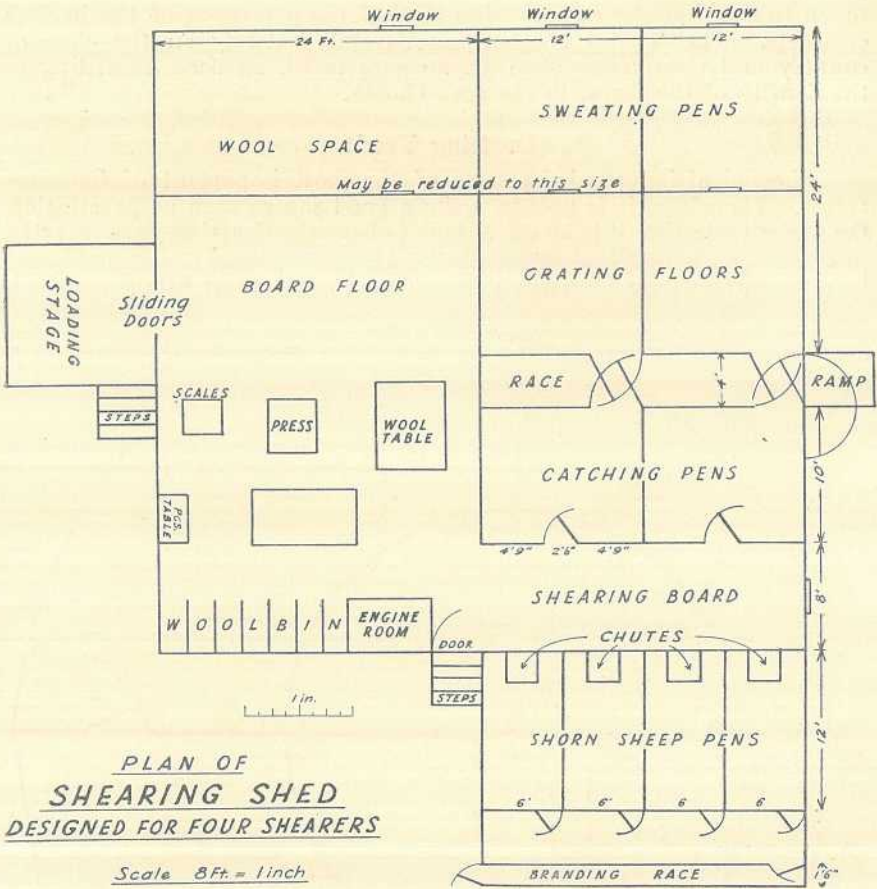 Window Window Window
24 Ft. 12' 12'
SWEATING PENS
WOOL SPACE
May be reduced to this size
24'
LOADING
STAGE
Sliding
Doors
BOARD FLOOR
GRATING FLOORS
RACE
4'
RAMP
SCALES
STEPS
PRESS
WOOL
TABLE
CATCHING PENS
10'
PCS.
TABLE
4'9" 2'6" 4'9"
SHEARING BOARD
8'
WOOL BIN
ENGINE
ROOM
DOOR
CHUTES
STEPS
1 in.
SHORN SHEEP PENS
12'
6' 6' 6 6
PLAN OF
SHEARING SHED
DESIGNED FOR FOUR SHEARERS
Scale 8Ft. = 1inch
BRANDING RACE